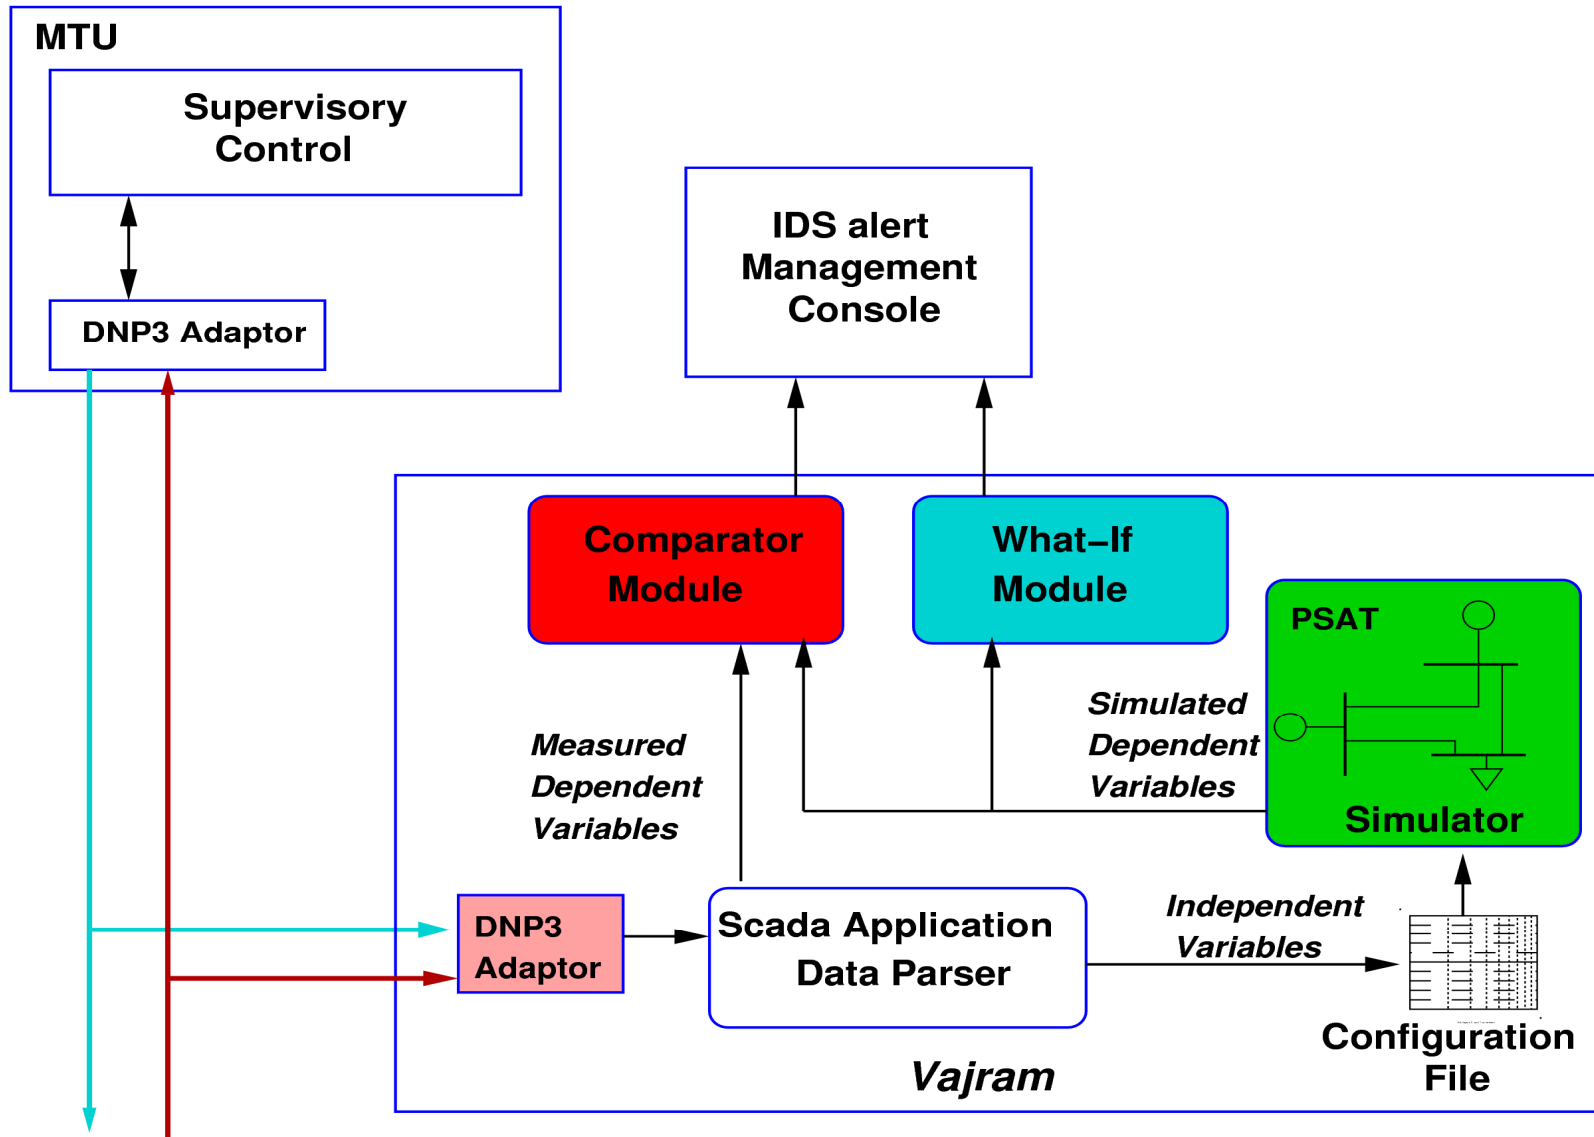 MTU
Supervisory
Control
DNP3 Adaptor
IDS alert
Management
Console
Comparator
Module
What–If
Module
PSAT
Simulator
Simulated
Dependent
Variables
Measured
Dependent
Variables
DNP3
Adaptor
Scada Application
Data Parser
Independent
Variables
Configuration
File
Vajram